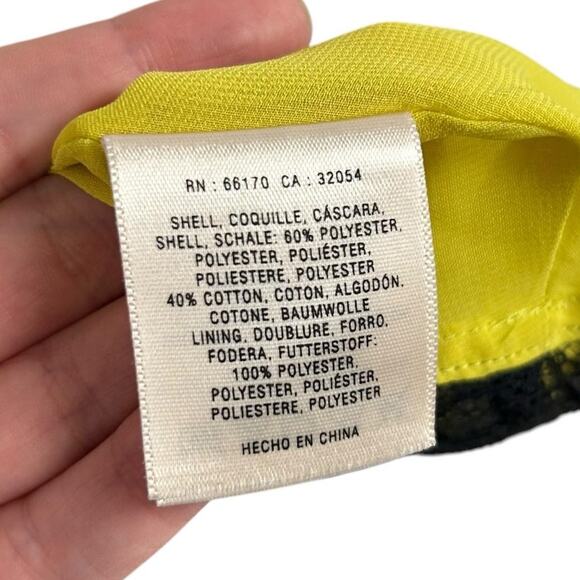 RN : 66170 CA : 32054
SHELL, COQUILLE, CÁSCARA,
SHELL, SCHALE: 60% POLYESTER,
POLYESTER, POLIÉSTER,
POLIESTERE, POLYESTER
40% COTTON, COTON, ALGODÓN.
COTONE, BAUMWOLLE
LINING, DOUBLURE, FORRO.
FODERA, FUTTERSTOFF:
100% POLYESTER,
POLYESTER, POLIÉSTER,
POLIESTERE, POLYESTER
HECHO EN CHINA